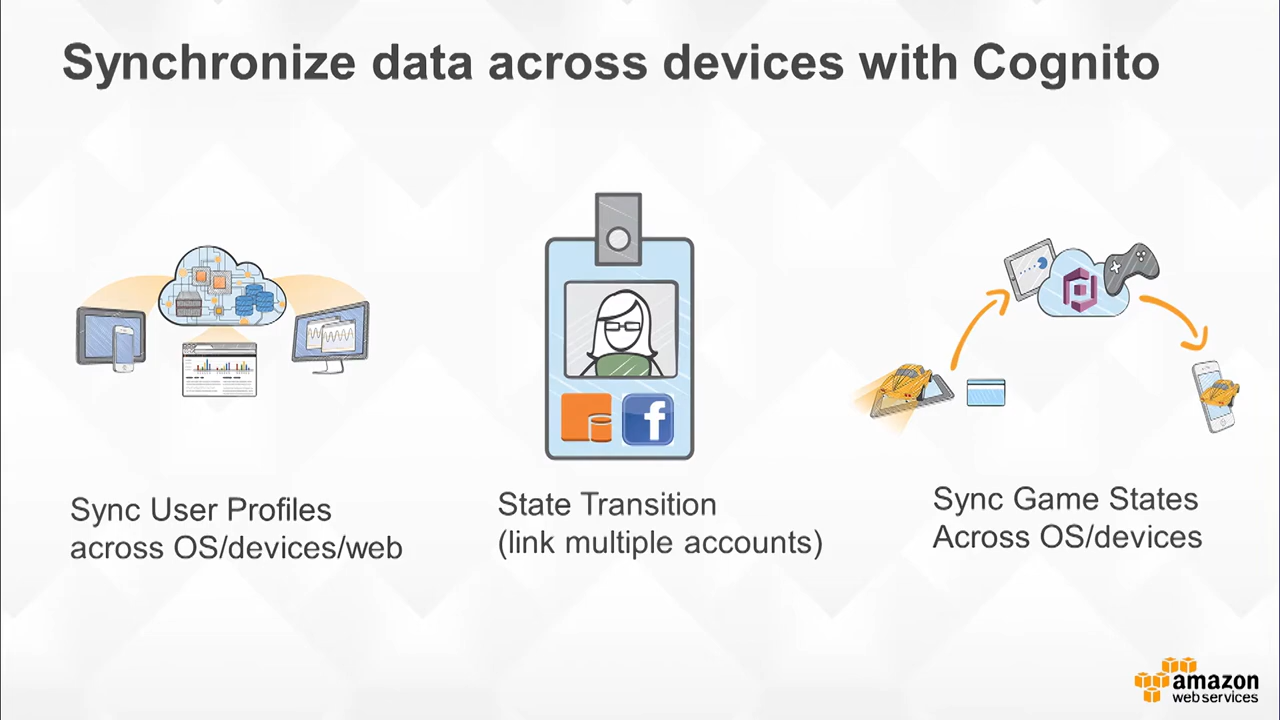 Synchronize data across devices with Cognito
f
Sync User Profiles
across OS/devices/web
State Transition
(link multiple accounts)
Sync Game States
Across OS/devices
amazon
web services